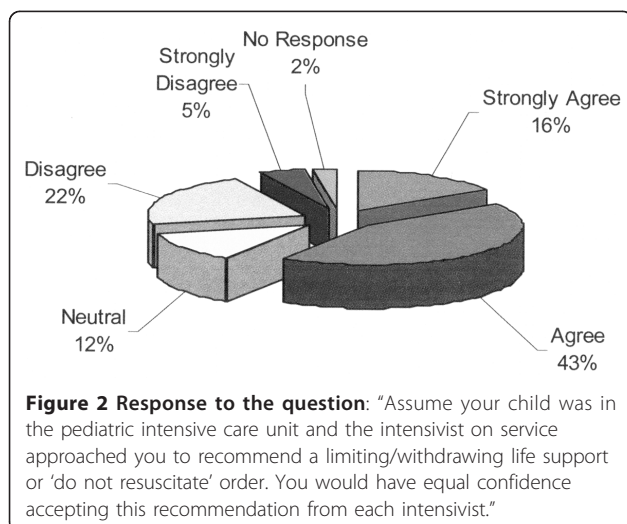 No Response
2%
Strongly
Disagree
5%
Strongly Agree
16%
Disagree
22%
Neutral
12%
Agree
43%
Figure 2 Response to the question: "Assume your child was in
the pediatric intensive care unit and the intensivist on service
approached you to recommend a limiting/withdrawing life support
or 'do not resuscitate' order. You would have equal confidence
accepting this recommendation from each intensivist."